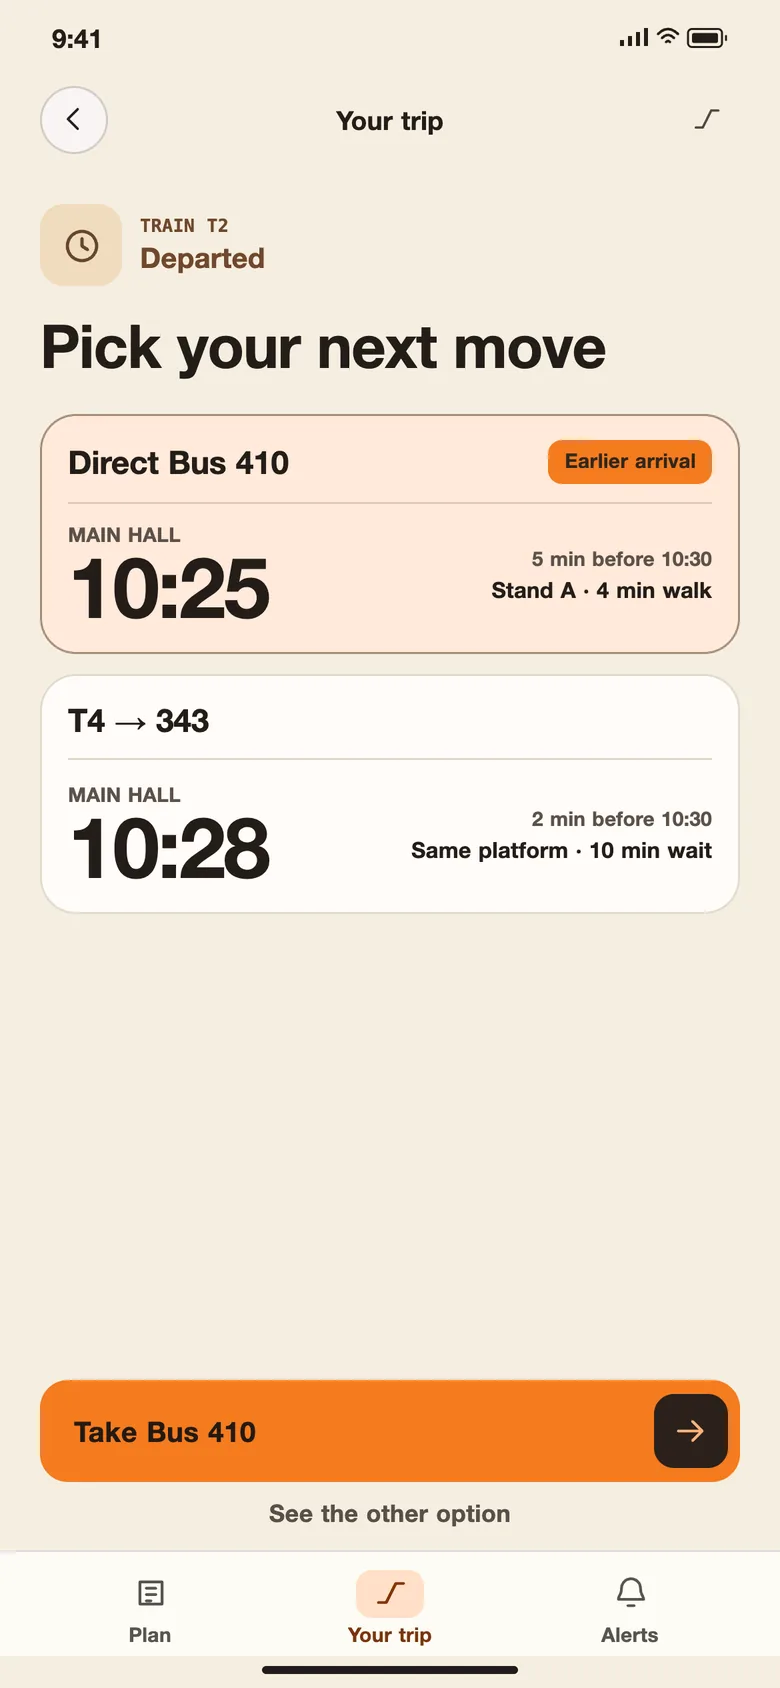 9:41
Your trip
TRAIN T2
Departed
Pick your next move
Direct Bus 410
Earlier arrival
MAIN HALL
10:25
5 min before 10:30
Stand A · 4 min walk
T4 → 343
MAIN HALL
10:28
2 min before 10:30
Same platform · 10 min wait
Take Bus 410
See the other option
Plan
Your trip
Alerts